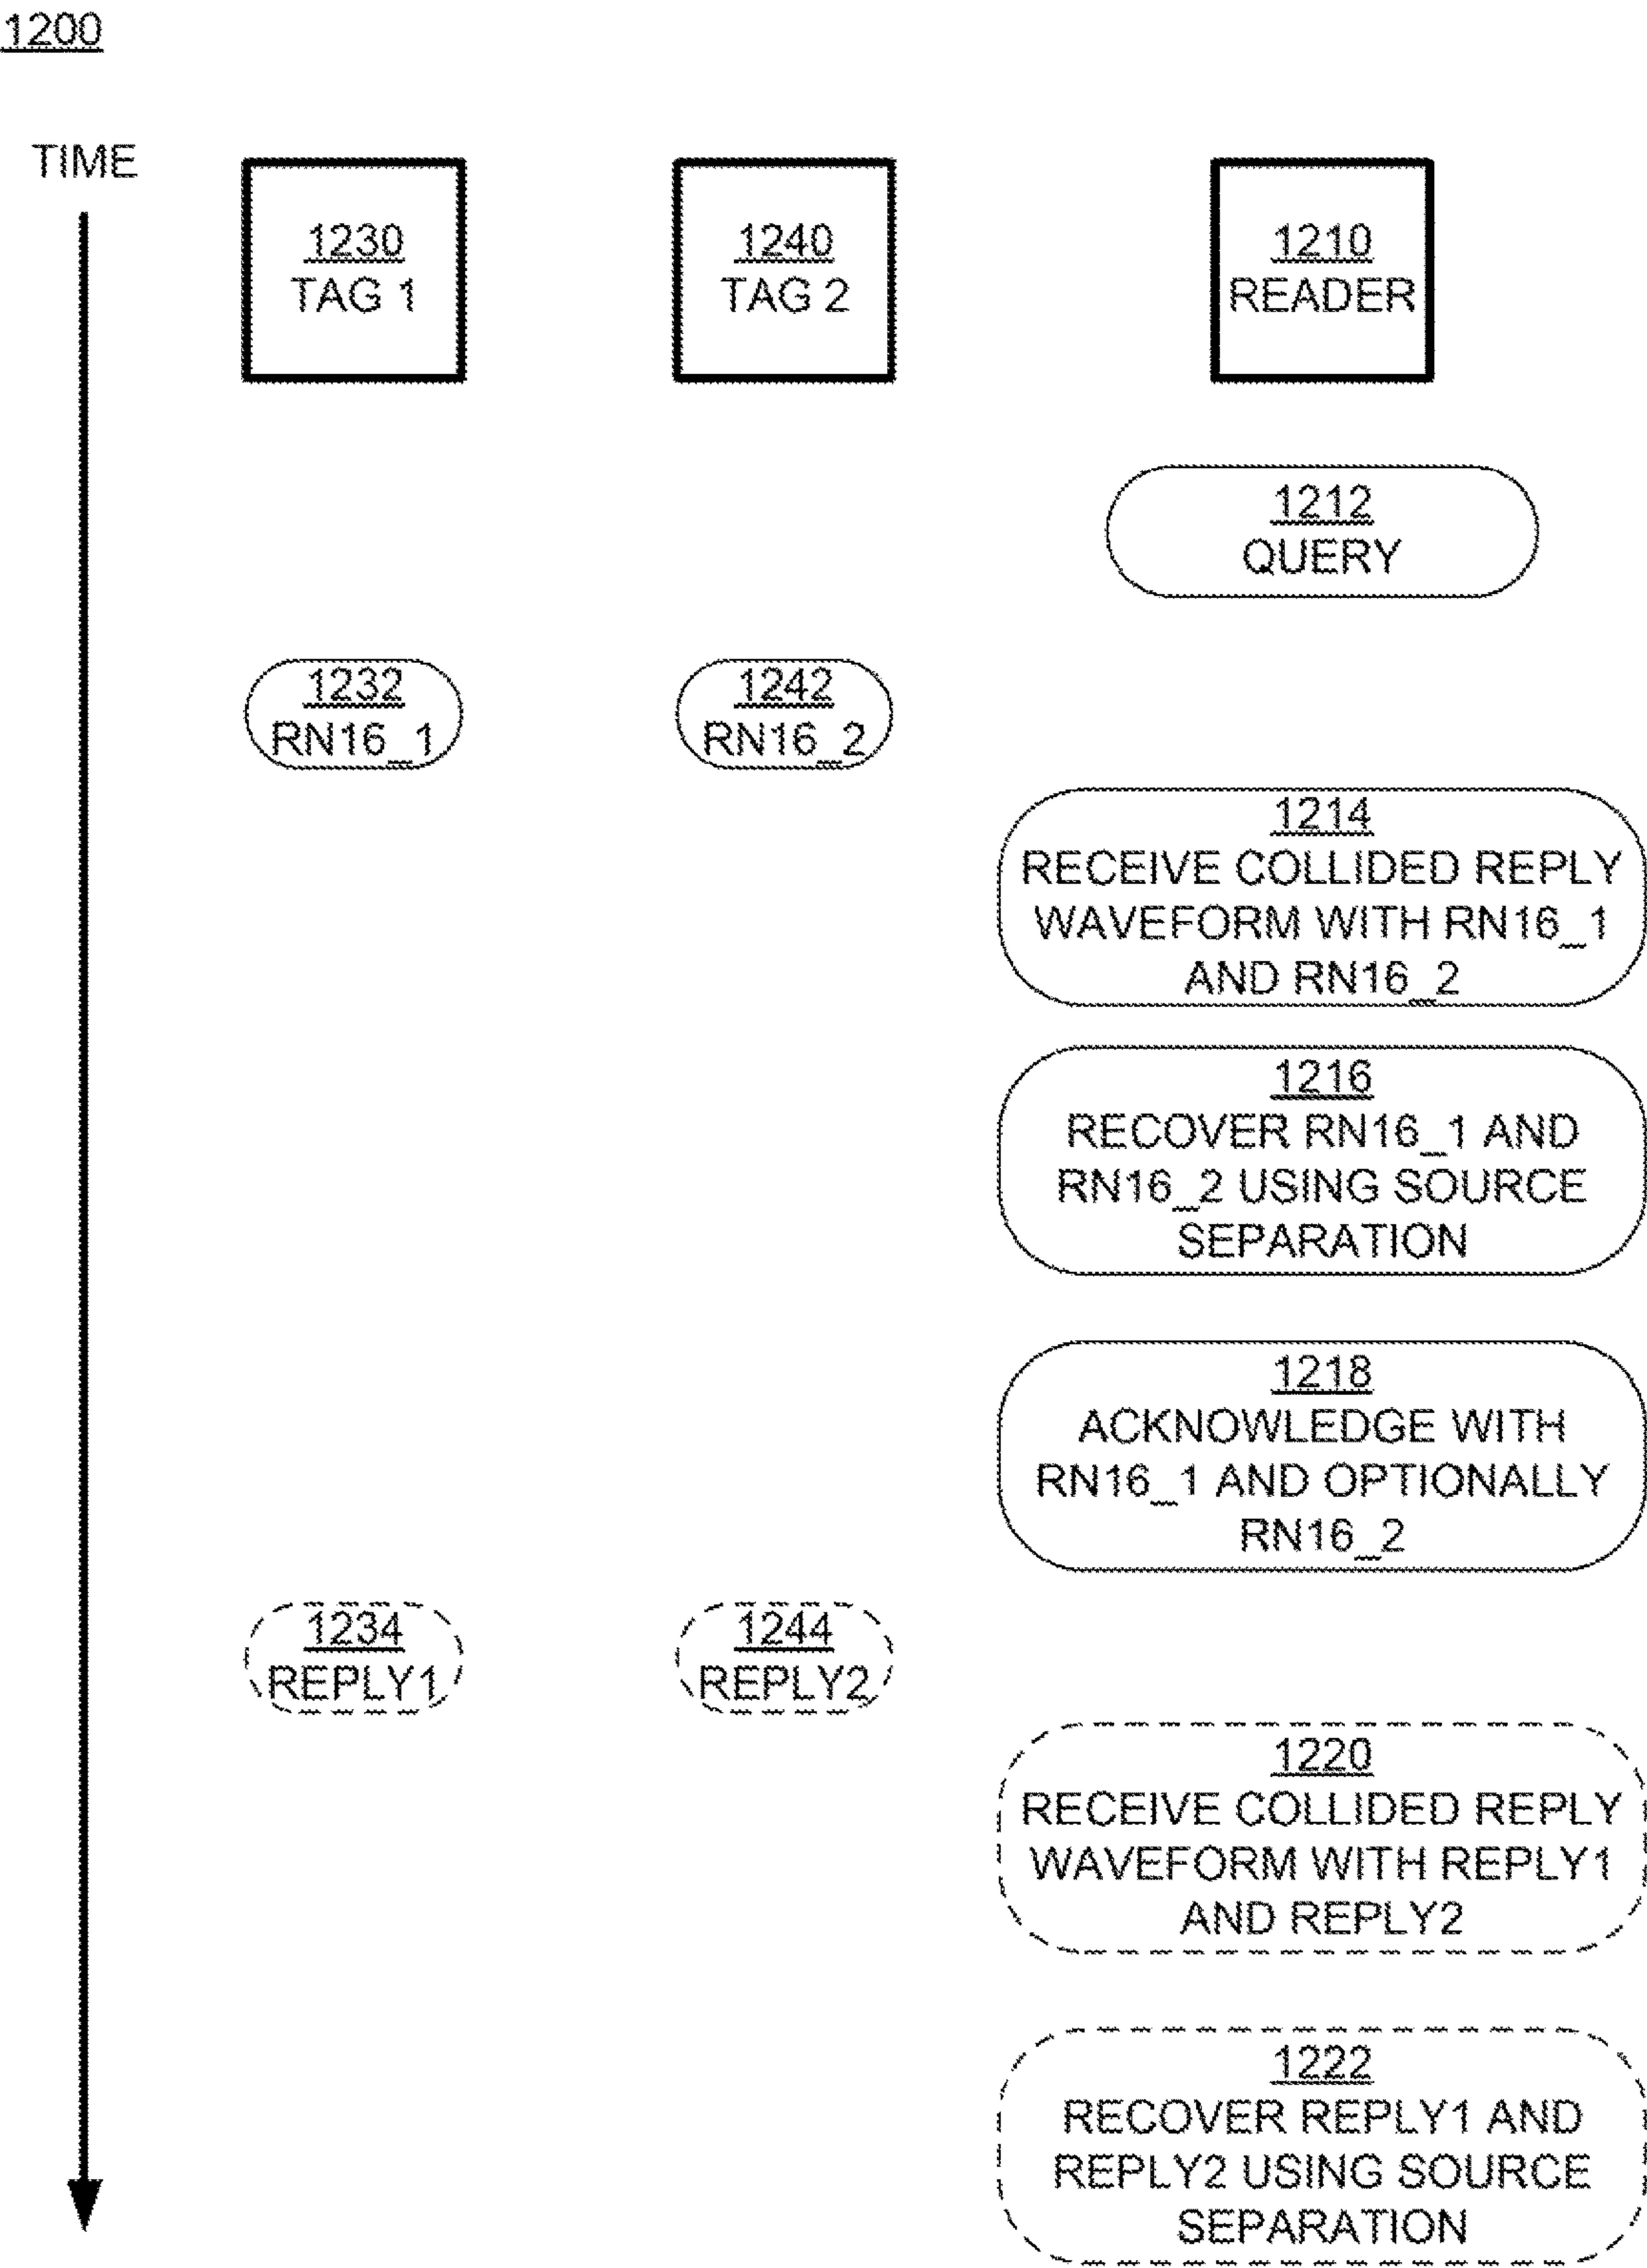 1200
TIME
1230
TAG 1
1240
TAG 2
1210
READER
1212
QUERY
1232
RN16_1
1242
RN16_2
1214
RECEIVE COLLIDED REPLY
WAVEFORM WITH RN16_1
AND RN16_2
1216
RECOVER RN16_1 AND
RN16_2 USING SOURCE
SEPARATION
1218
ACKNOWLEDGE WITH
RN16_1 AND OPTIONALLY
RN16_2
1234
REPLY1
1244
REPLY2
1220
RECEIVE COLLIDED REPLY
WAVEFORM WITH REPLY1
AND REPLY2
1222
RECOVER REPLY1 AND
REPLY2 USING SOURCE
SEPARATION